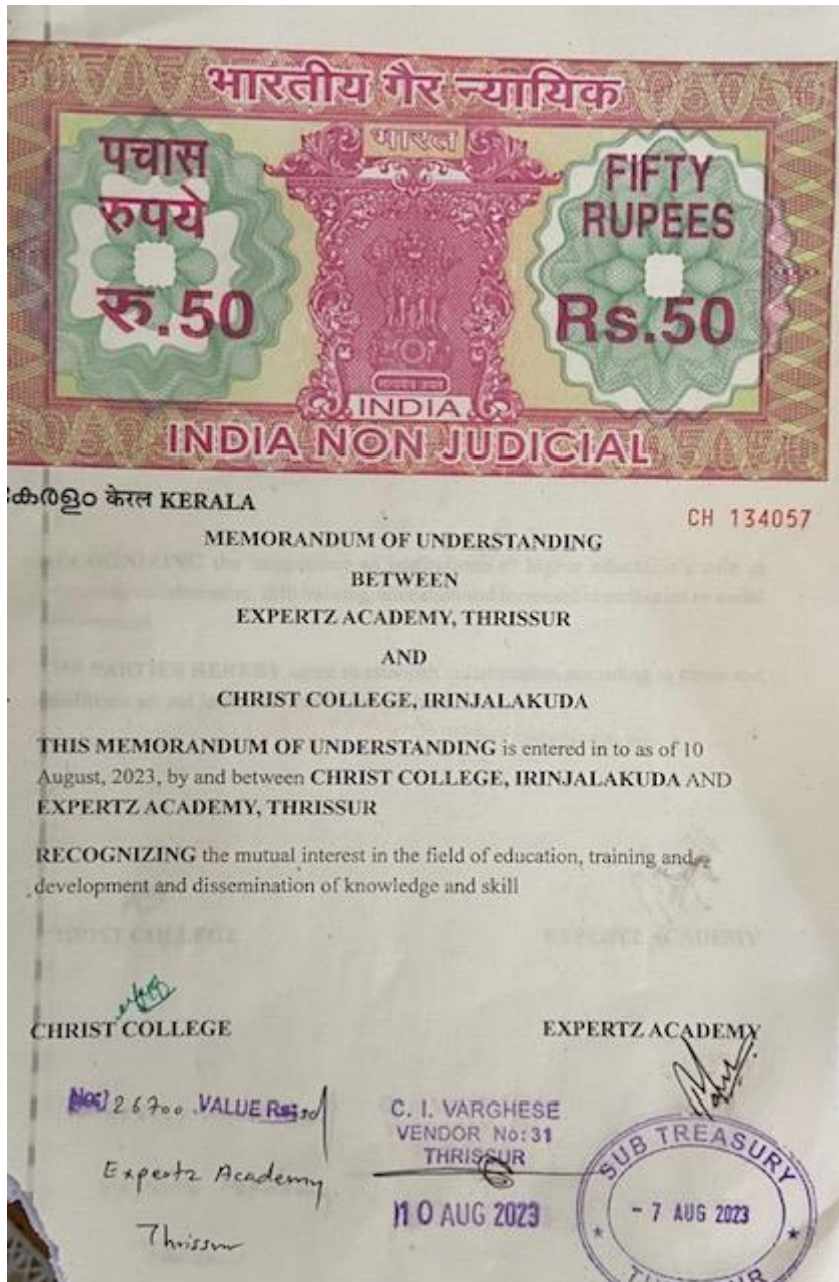 भारतीय गैर न्यायिक
भारत
पचास
रुपये
रु.50
FIFTY
RUPEES
Rs.50
सत्यमेव जयते
INDIA
INDIA NON JUDICIAL
കേരളം केरल KERALA
CH 134057
MEMORANDUM OF UNDERSTANDING
BETWEEN
EXPERTZ ACADEMY, THRISSUR
AND
CHRIST COLLEGE, IRINJALAKUDA
THIS MEMORANDUM OF UNDERSTANDING is entered in to as of 10
August, 2023, by and between CHRIST COLLEGE, IRINJALAKUDA AND
EXPERTZ ACADEMY, THRISSUR
RECOGNIZING the mutual interest in the field of education, training and
development and dissemination of knowledge and skill
CHRIST COLLEGE
EXPERTZ ACADEMY
No: 26700 VALUE Rs: 50
Expertz Academy
Thrissur
C. I. VARGHESE
VENDOR No: 31
THRISSUR
10 AUG 2023
SUB TREASURY
- 7 AUG 2023